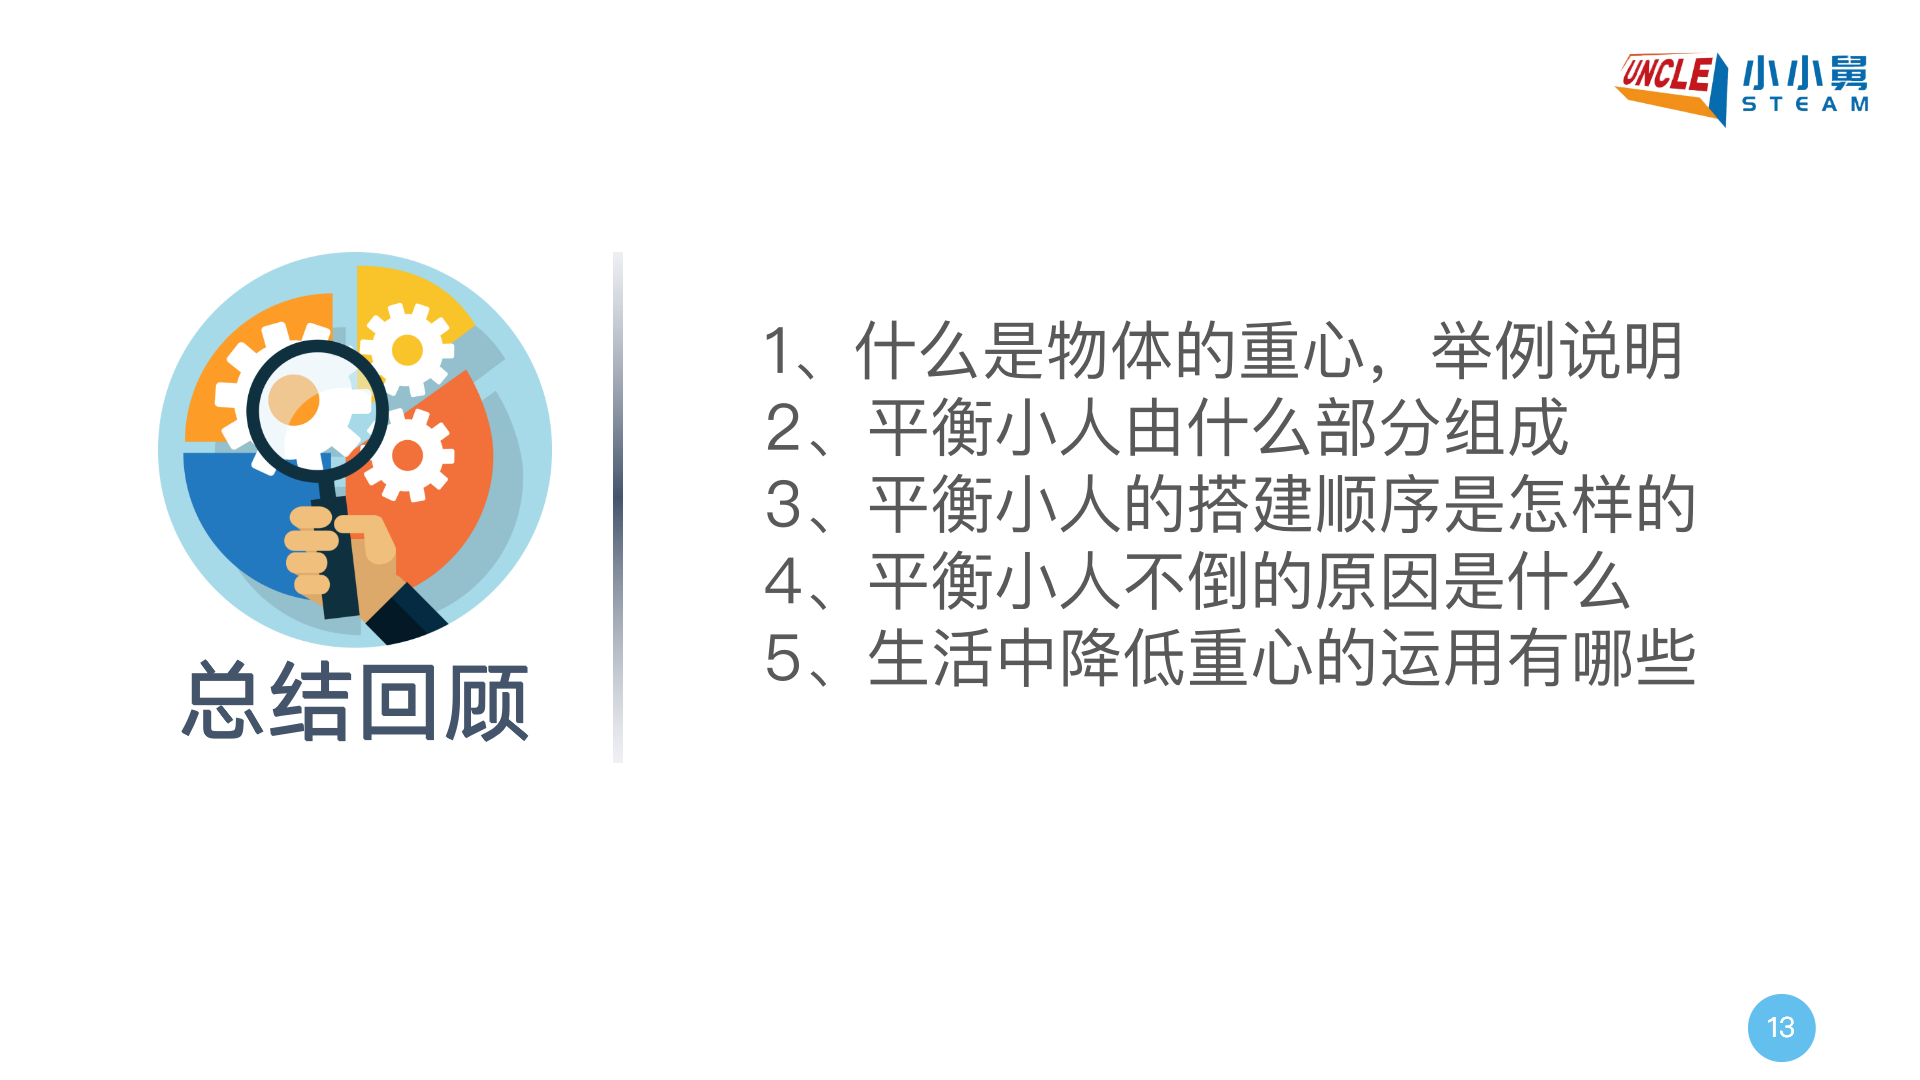 UNCLE 小小舅
STEAM
总结回顾
1、什么是物体的重心，举例说明
2、平衡小人由什么部分组成
3、平衡小人的搭建顺序是怎样的
4、平衡小人不倒的原因是什么
5、生活中降低重心的运用有哪些
13